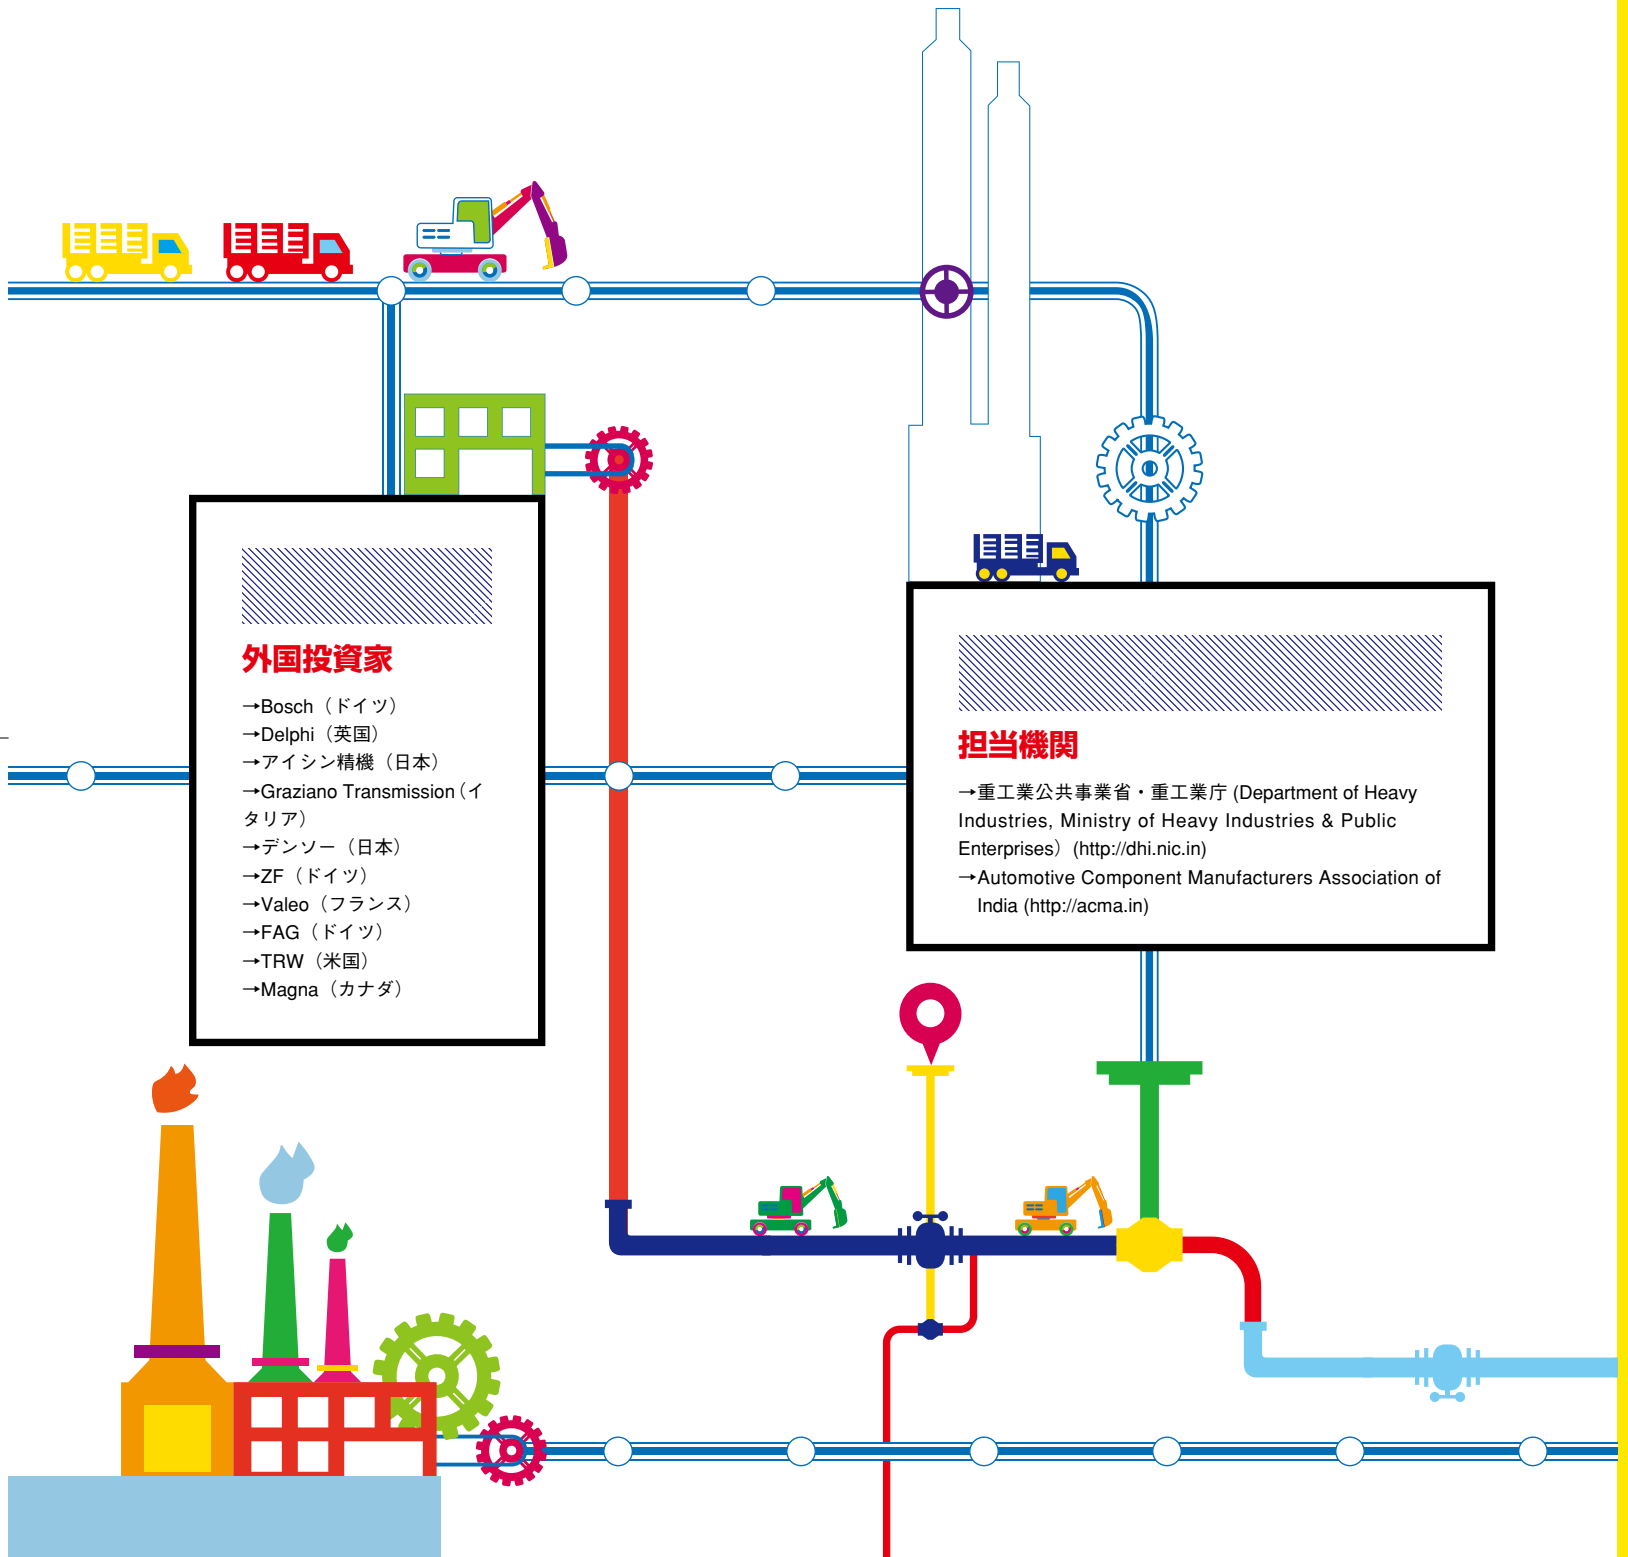 外国投資家
→Bosch（ドイツ）
→Delphi（英国）
→アイシン精機（日本）
→Graziano Transmission（イ
タリア）
→デンソー（日本）
→ZF（ドイツ）
→Valeo（フランス）
→FAG（ドイツ）
→TRW（米国）
→Magna（カナダ）
担当機関
→重工業公共事業省・重工業庁 (Department of Heavy
Industries, Ministry of Heavy Industries & Public
Enterprises）(http://dhi.nic.in)
→Automotive Component Manufacturers Association of
India (http://acma.in)